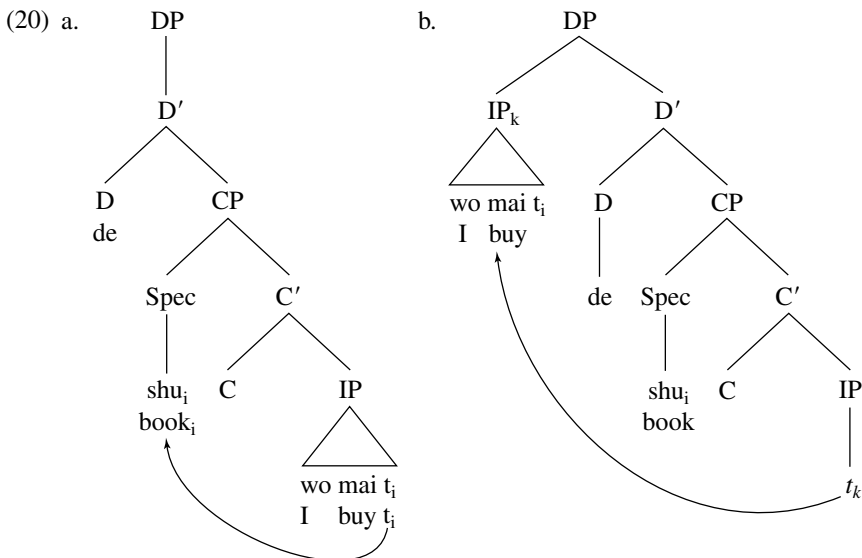 (20) a. DP b. DP
D′ IPₖ D′
wo mai tᵢ
I buy
D CP D CP
de
Spec C′ de Spec C′
shuᵢ C IP shuᵢ C IP
bookᵢ book
wo mai tᵢ tₖ
I buy tᵢ